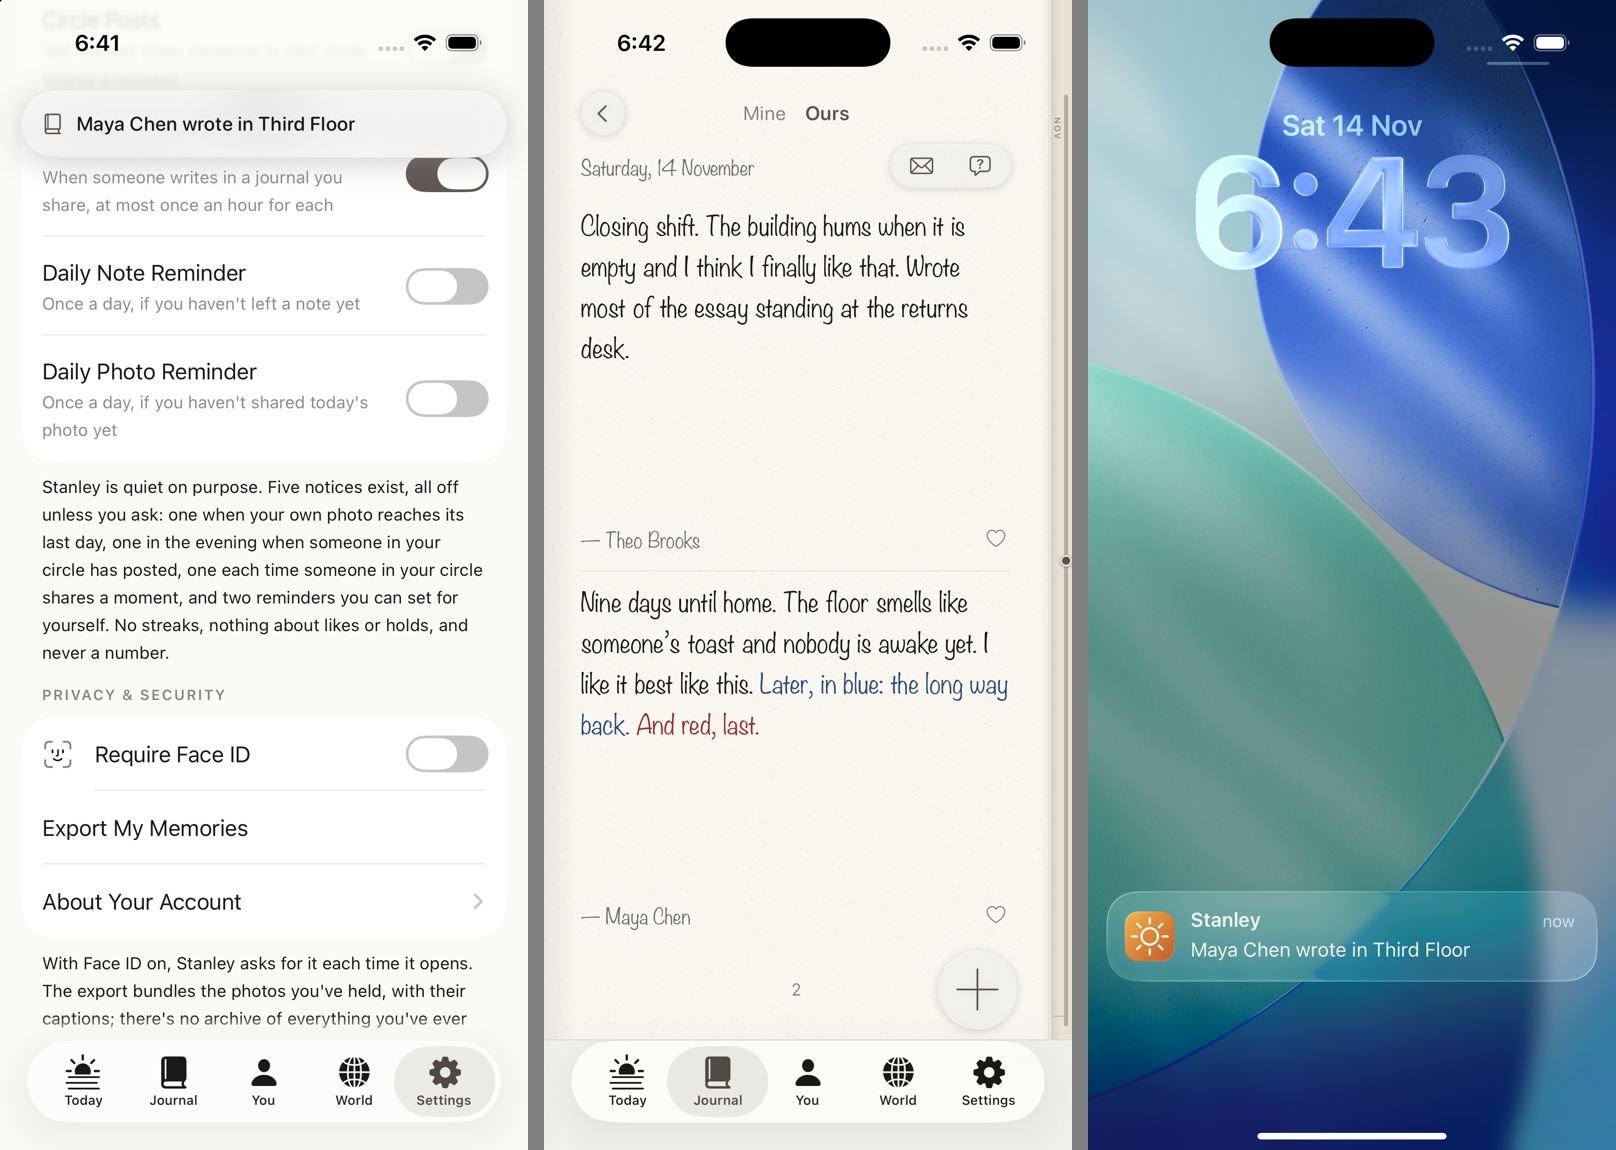 Circle Posts
6:41
Maya Chen wrote in Third Floor
When someone writes in a journal you
share, at most once an hour for each
Daily Note Reminder
Once a day, if you haven't left a note yet
Daily Photo Reminder
Once a day, if you haven't shared today's
photo yet
Stanley is quiet on purpose. Five notices exist, all off
unless you ask: one when your own photo reaches its
last day, one in the evening when someone in your
circle has posted, one each time someone in your circle
shares a moment, and two reminders you can set for
yourself. No streaks, nothing about likes or holds, and
never a number.
PRIVACY & SECURITY
Require Face ID
Export My Memories
About Your Account
With Face ID on, Stanley asks for it each time it opens.
The export bundles the photos you've held, with their
captions; there's no archive of everything you've ever
Today
Journal
You
World
Settings
6:42
Mine
Ours
NOV
Saturday, 14 November
Closing shift. The building hums when it is
empty and I think I finally like that. Wrote
most of the essay standing at the returns
desk.
— Theo Brooks
Nine days until home. The floor smells like
someone’s toast and nobody is awake yet. I
like it best like this. Later, in blue: the long way
back. And red, last.
— Maya Chen
2
Today
Journal
You
World
Settings
Sat 14 Nov
6:43
Stanley
now
Maya Chen wrote in Third Floor